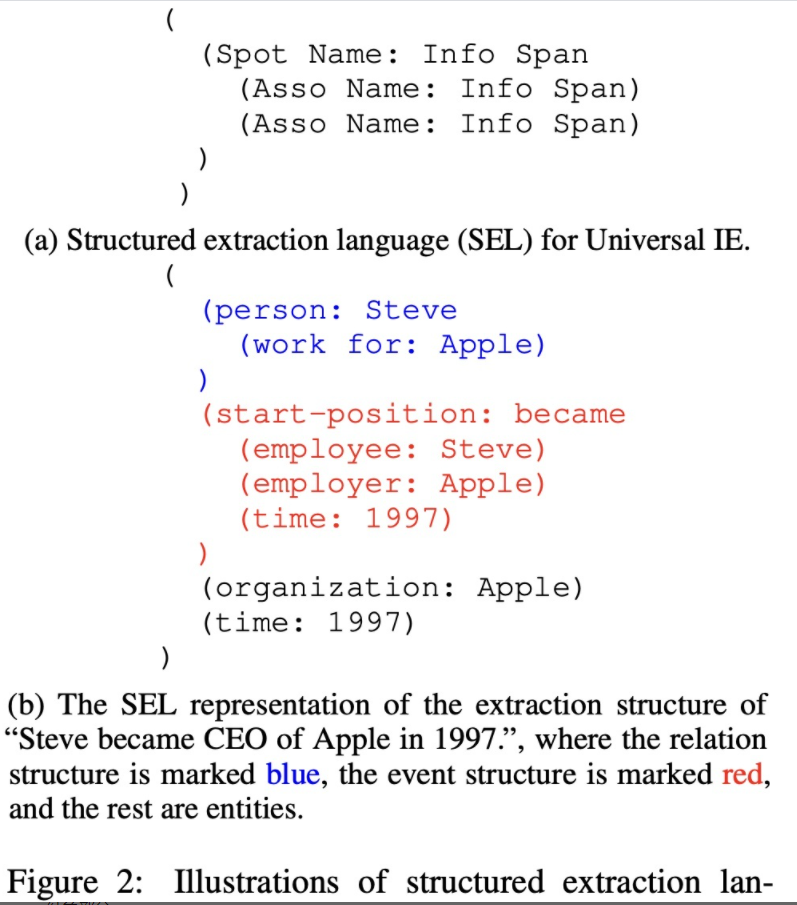 (
(Spot Name: Info Span
(Asso Name: Info Span)
(Asso Name: Info Span)
)
)
(a) Structured extraction language (SEL) for Universal IE.
(
(person: Steve
(work for: Apple)
)
(start-position: became
(employee: Steve)
(employer: Apple)
(time: 1997)
)
(organization: Apple)
(time: 1997)
)
(b) The SEL representation of the extraction structure of
“Steve became CEO of Apple in 1997.”, where the relation
structure is marked blue, the event structure is marked red,
and the rest are entities.
Figure 2: Illustrations of structured extraction lan-